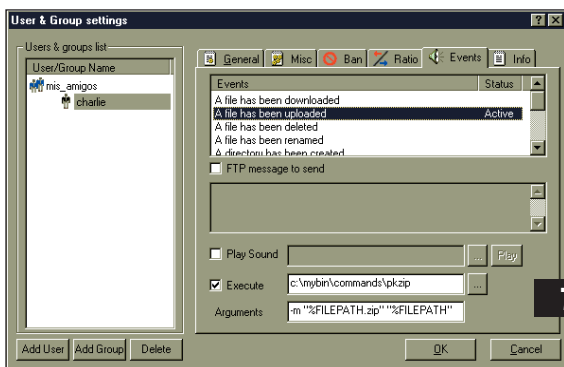 User & Group settings
Users & groups list
User/Group Name
mis_amigos
charlie
General Misc Ban Ratio Events Info
Events Status
A file has been downloaded
A file has been uploaded Active
A file has been deleted
A file has been renamed
A directory has been created
FTP message to send
Play Sound ... Play
Execute c:\mybin\commands\pkzip ...
Arguments -m "%FILEPATH.zip" "%FILEPATH"
Add User Add Group Delete OK Cancel